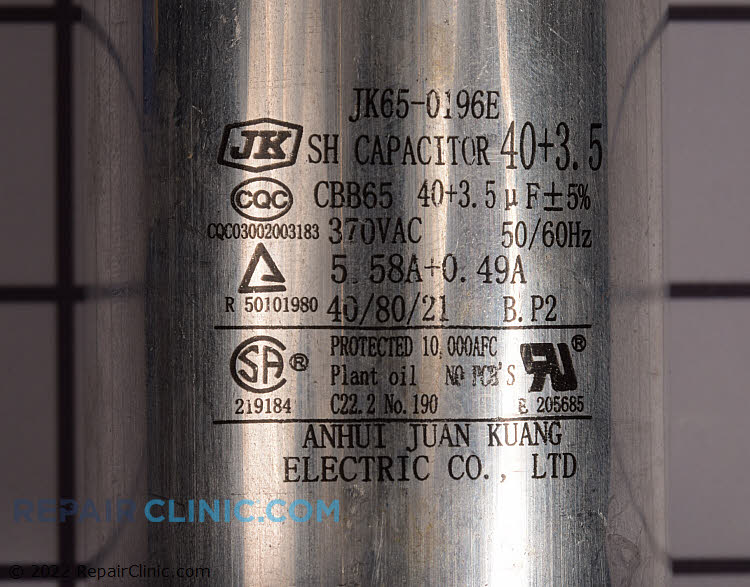 JK65-0196E
JK SH CAPACITOR 40+3.5
CQC CBB65 40+3.5μF±5%
CQC03002003183 370VAC 50/60Hz
5.58A+0.49A
R 50101980 40/80/21 B.P2
SA® PROTECTED 10,000AFC RU®
Plant oil NO PCB'S
219184 C22.2 No.190 E 205685
ANHUI JUAN KUANG
ELECTRIC CO., LTD
REPAIRCLINIC.COM
© 2022 RepairClinic.com